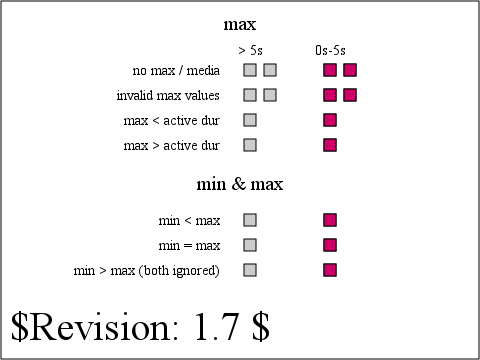 max
> 5s 0s-5s
no max / media
invalid max values
max < active dur
max > active dur
min & max
min < max
min = max
min > max (both ignored)
$Revision: 1.7 $